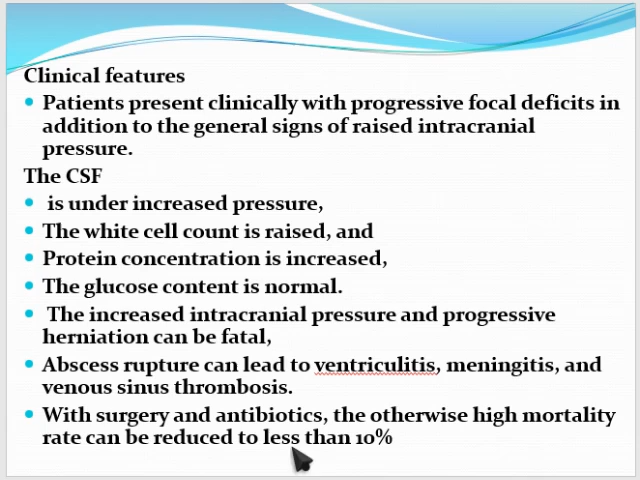 Clinical features
Patients present clinically with progressive focal deficits in
addition to the general signs of raised intracranial
pressure.
The CSF
is under increased pressure,
The white cell count is raised, and
Protein concentration is increased,
The glucose content is normal.
The increased intracranial pressure and progressive
herniation can be fatal,
Abscess rupture can lead to ventriculitis, meningitis, and
venous sinus thrombosis.
With surgery and antibiotics, the otherwise high mortality
rate can be reduced to less than 10%